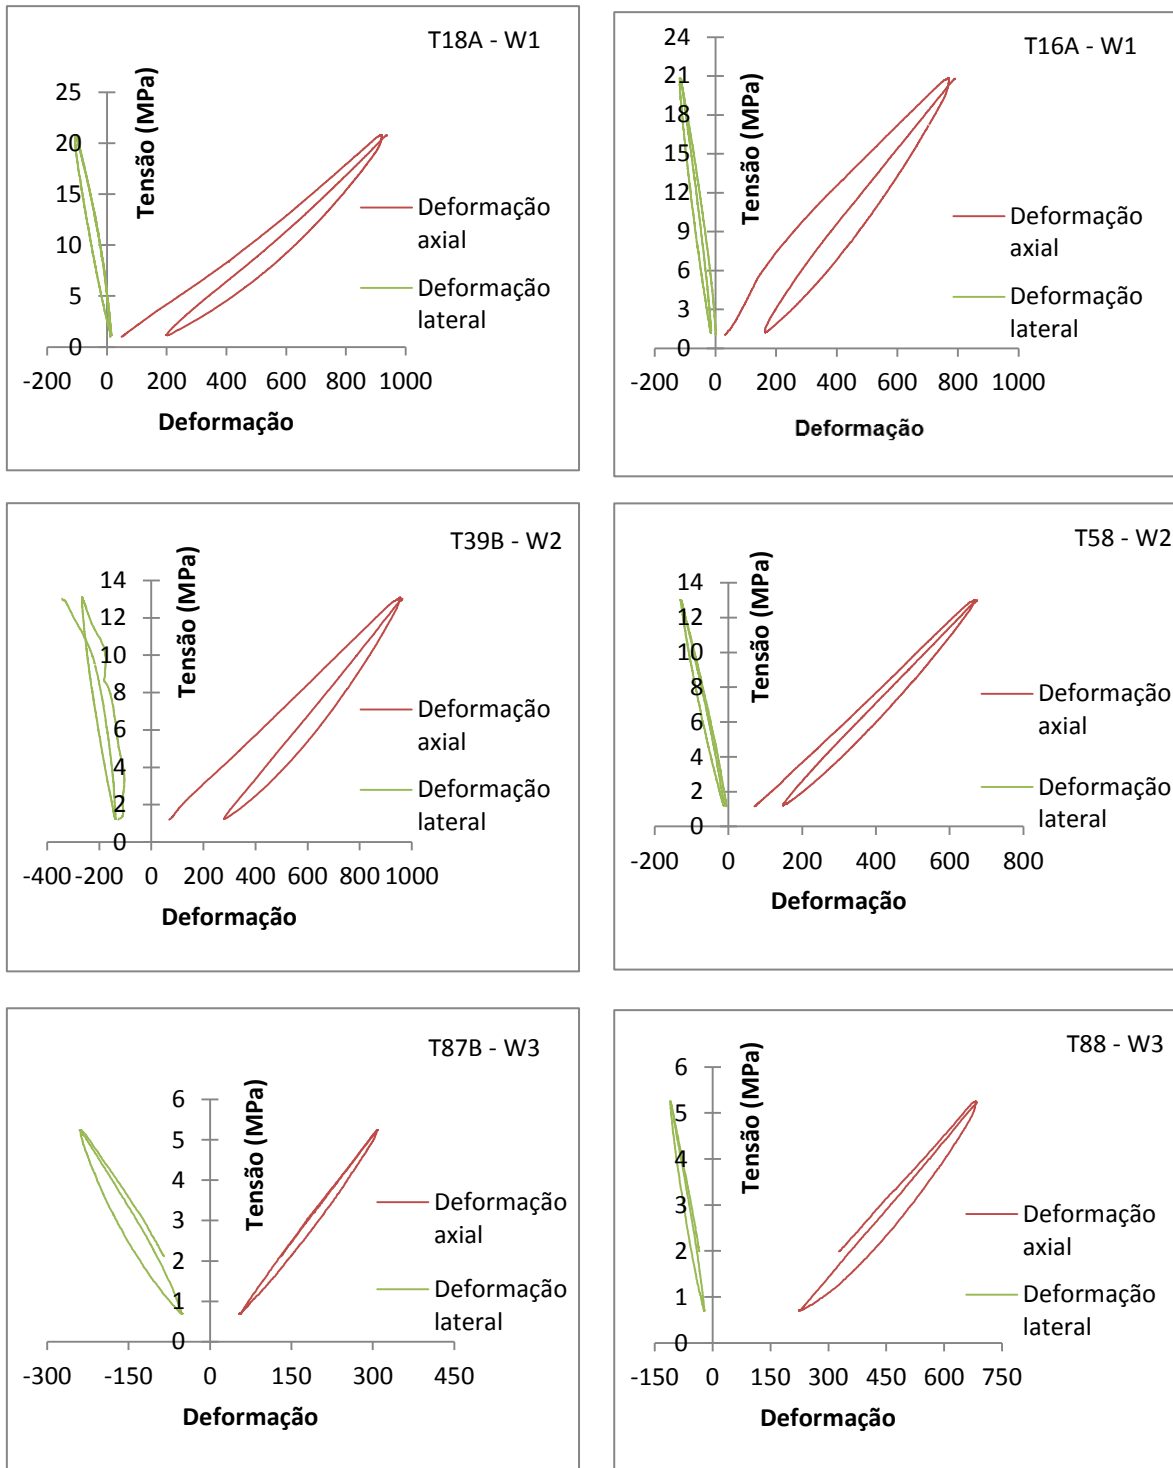 T18A - W1
Tensão (MPa)
25
20
15
10
5
0
-200 0 200 400 600 800 1000
Deformação
Deformação
axial
Deformação
lateral
T16A - W1
Tensão (MPa)
24
21
18
15
12
9
6
3
0
-200 0 200 400 600 800 1000
Deformação
Deformação
axial
Deformação
lateral
T39B - W2
Tensão (MPa)
14
12
10
8
6
4
2
0
-400 -200 0 200 400 600 800 1000
Deformação
Deformação
axial
Deformação
lateral
T58 - W2
Tensão (MPa)
14
12
10
8
6
4
2
0
-200 0 200 400 600 800
Deformação
Deformação
axial
Deformação
lateral
T87B - W3
Tensão (MPa)
6
5
4
3
2
1
0
-300 -150 0 150 300 450
Deformação
Deformação
axial
Deformação
lateral
T88 - W3
Tensão (MPa)
6
5
4
3
2
1
0
-150 0 150 300 450 600 750
Deformação
Deformação
axial
Deformação
lateral